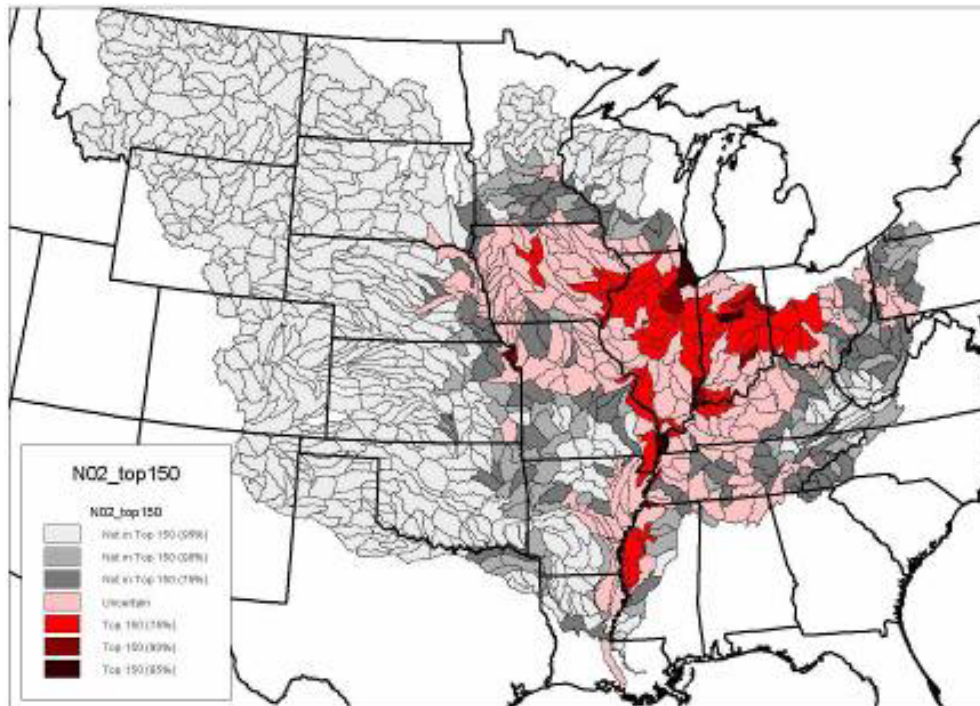 N02_top150
N02_top150
Not in Top 150 (95%)
Not in Top 150 (90%)
Not in Top 150 (75%)
Uncertain
Top 150 (75%)
Top 150 (90%)
Top 150 (95%)